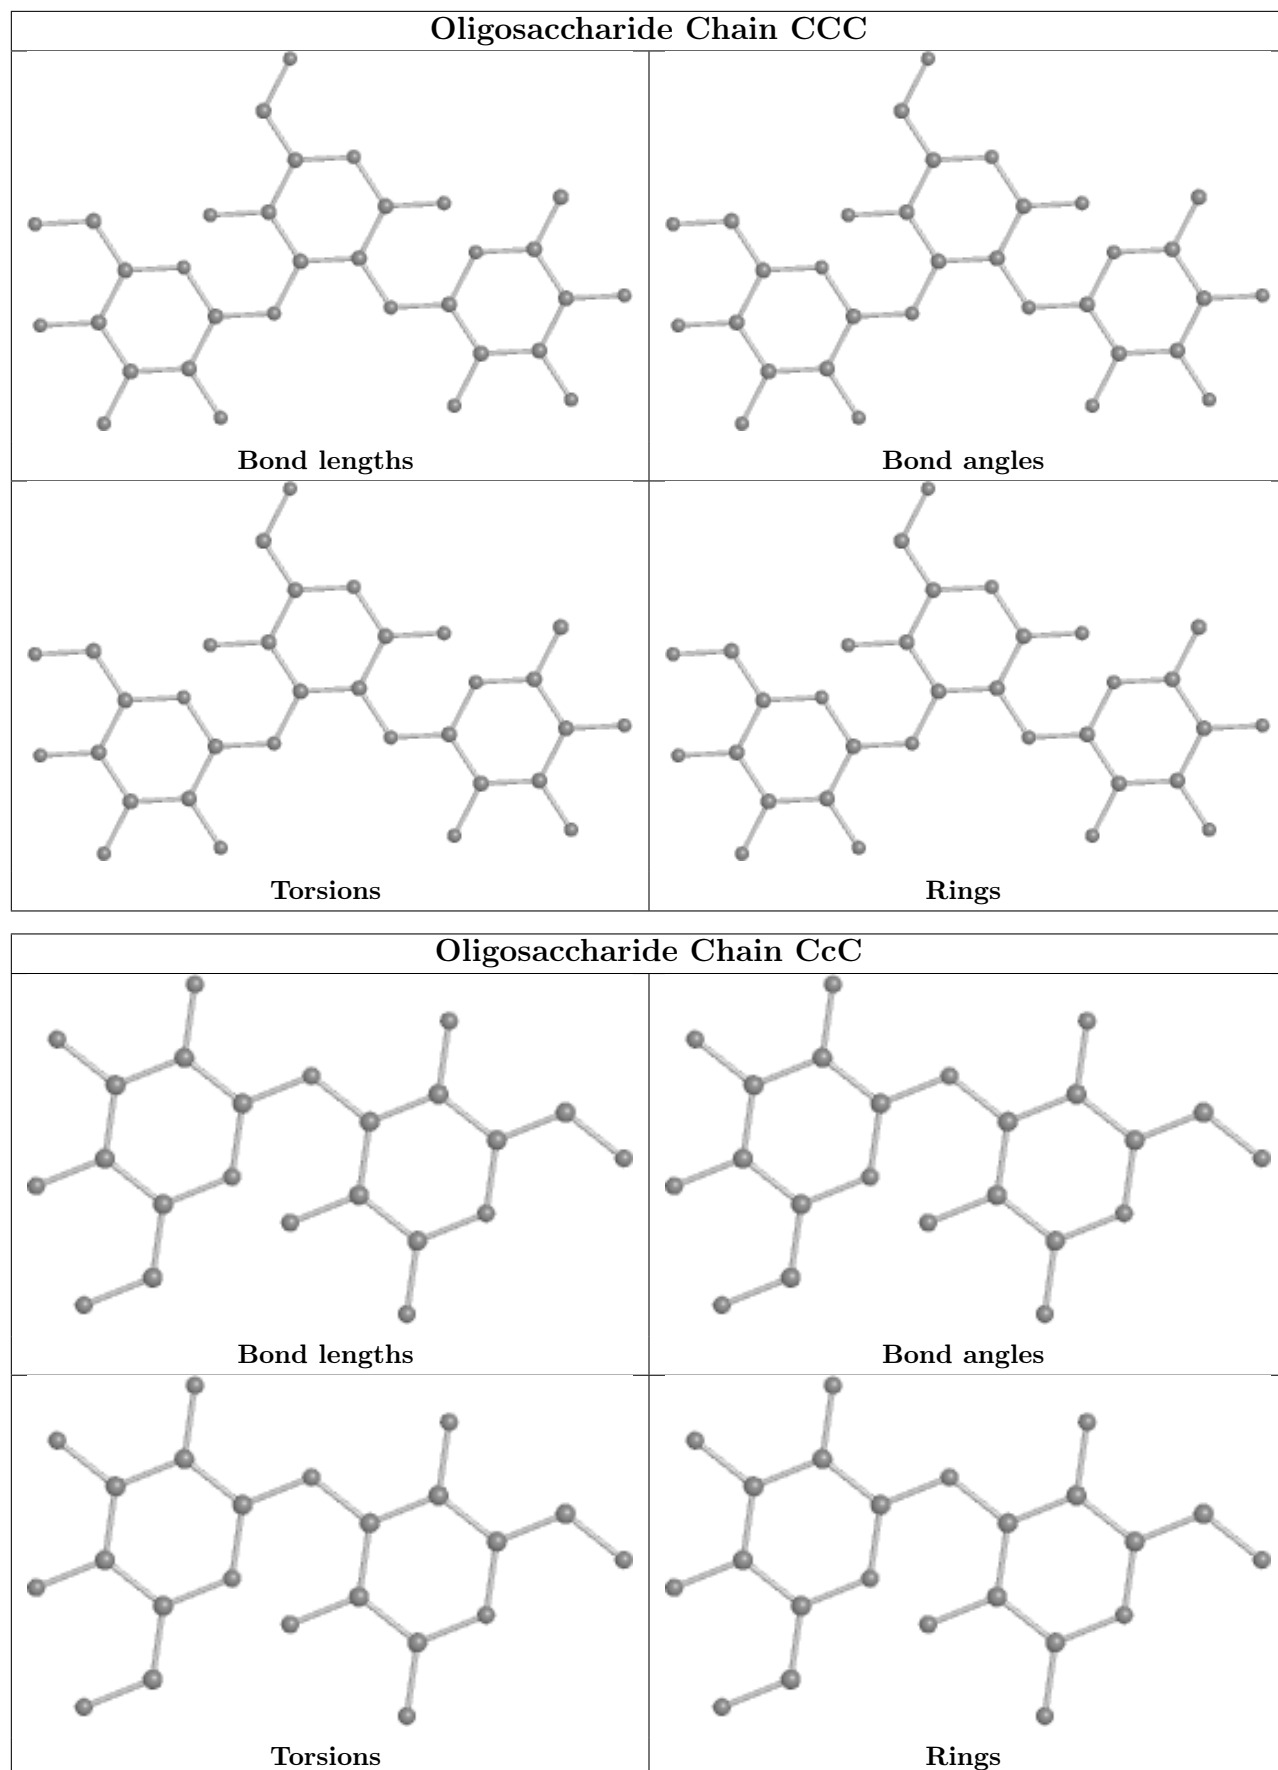 Oligosaccharide Chain CCC
Bond lengths
Bond angles
Torsions
Rings
Oligosaccharide Chain CcC
Bond lengths
Bond angles
Torsions
Rings